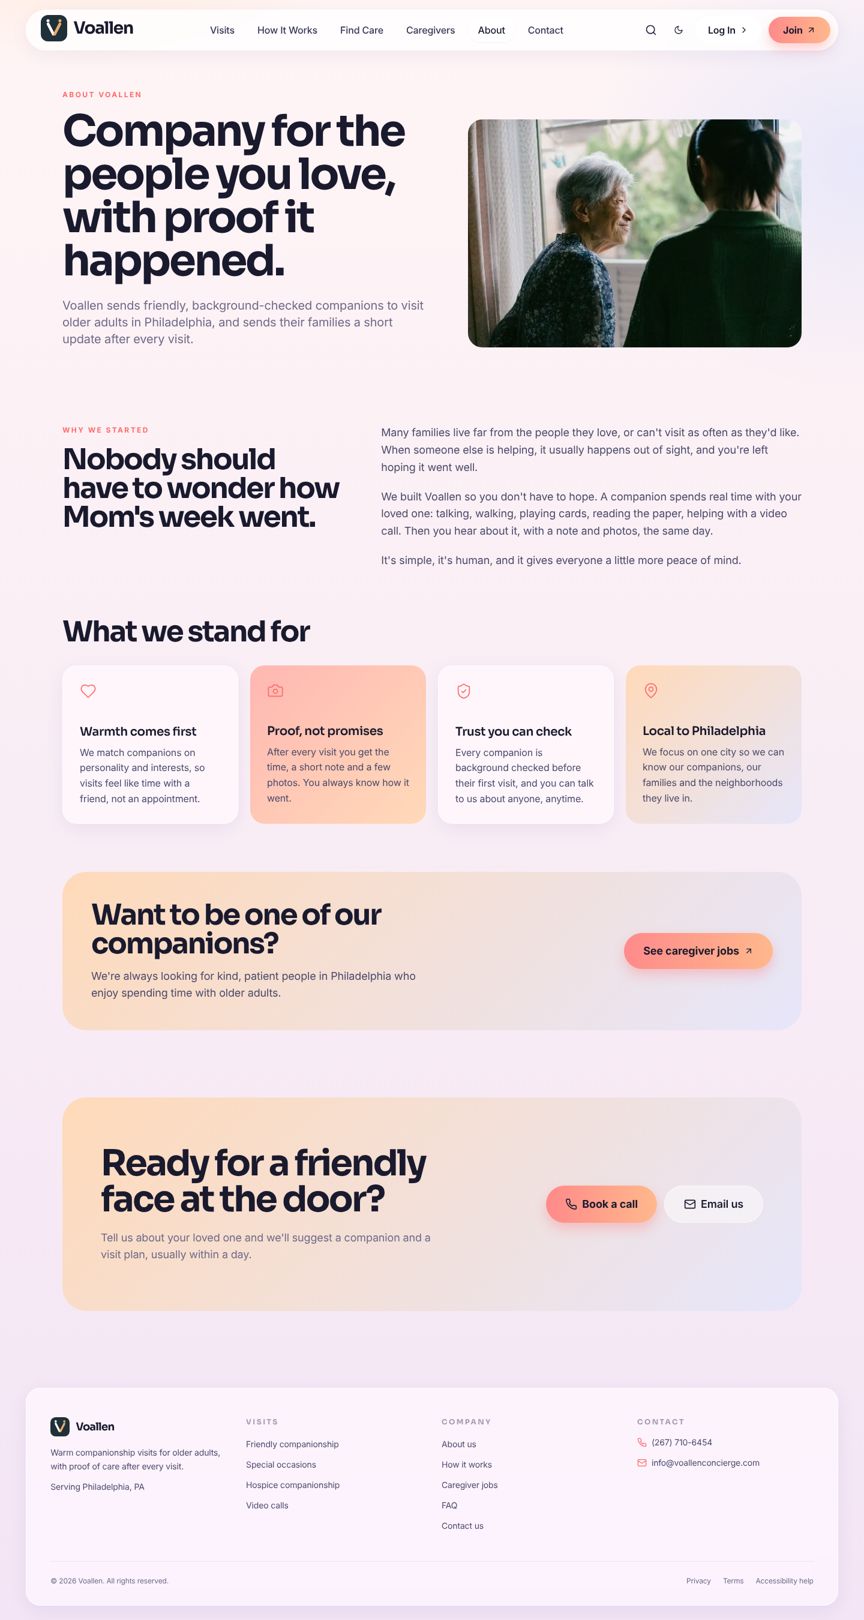 Voallen
Visits
How It Works
Find Care
Caregivers
About
Contact
Log In
Join
ABOUT VOALLEN
Company for the
people you love,
with proof it
happened.
Voallen sends friendly, background-checked companions to visit
older adults in Philadelphia, and sends their families a short
update after every visit.
WHY WE STARTED
Nobody should
have to wonder how
Mom's week went.
Many families live far from the people they love, or can't visit as often as they'd like.
When someone else is helping, it usually happens out of sight, and you're left
hoping it went well.
We built Voallen so you don't have to hope. A companion spends real time with your
loved one: talking, walking, playing cards, reading the paper, helping with a video
call. Then you hear about it, with a note and photos, the same day.
It's simple, it's human, and it gives everyone a little more peace of mind.
What we stand for
Warmth comes first
We match companions on
personality and interests, so
visits feel like time with a
friend, not an appointment.
Proof, not promises
After every visit you get the
time, a short note and a few
photos. You always know how it
went.
Trust you can check
Every companion is
background checked before
their first visit, and you can talk
to us about anyone, anytime.
Local to Philadelphia
We focus on one city so we can
know our companions, our
families and the neighborhoods
they live in.
Want to be one of our
companions?
We're always looking for kind, patient people in Philadelphia who
enjoy spending time with older adults.
See caregiver jobs
Ready for a friendly
face at the door?
Tell us about your loved one and we'll suggest a companion and a
visit plan, usually within a day.
Book a call
Email us
Voallen
Warm companionship visits for older adults,
with proof of care after every visit.
Serving Philadelphia, PA
VISITS
Friendly companionship
Special occasions
Hospice companionship
Video calls
COMPANY
About us
How it works
Caregiver jobs
FAQ
Contact us
CONTACT
(267) 710-6454
info@voallenconcierge.com
© 2026 Voallen. All rights reserved.
Privacy
Terms
Accessibility help